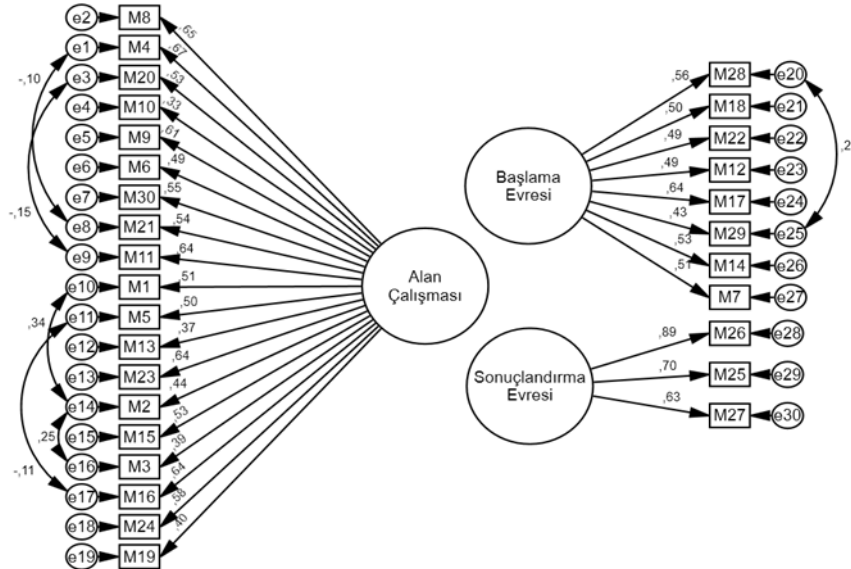 e2 M8 ,65
e1 M4 ,67
-,10 e3 M20 ,53
e4 M10 ,33
e5 M9 ,61
e6 M6 ,49
e7 M30 ,55
-,15 e8 M21 ,54
e9 M11 ,64
e10 M1 ,51
,34 e11 M5 ,50
e12 M13 ,37
e13 M23 ,64
e14 M2 ,44
,25 e15 M15 ,53
e16 M3 ,39
-,11 e17 M16 ,64
e18 M24 ,58
e19 M19 ,40
Alan
Çalışması
Başlama
Evresi
,56 M28 e20
,50 M18 e21
,49 M22 e22
,2
,49 M12 e23
,64 M17 e24
,43 M29 e25
,53 M14 e26
,51 M7 e27
Sonuçlandırma
Evresi
,89 M26 e28
,70 M25 e29
,63 M27 e30